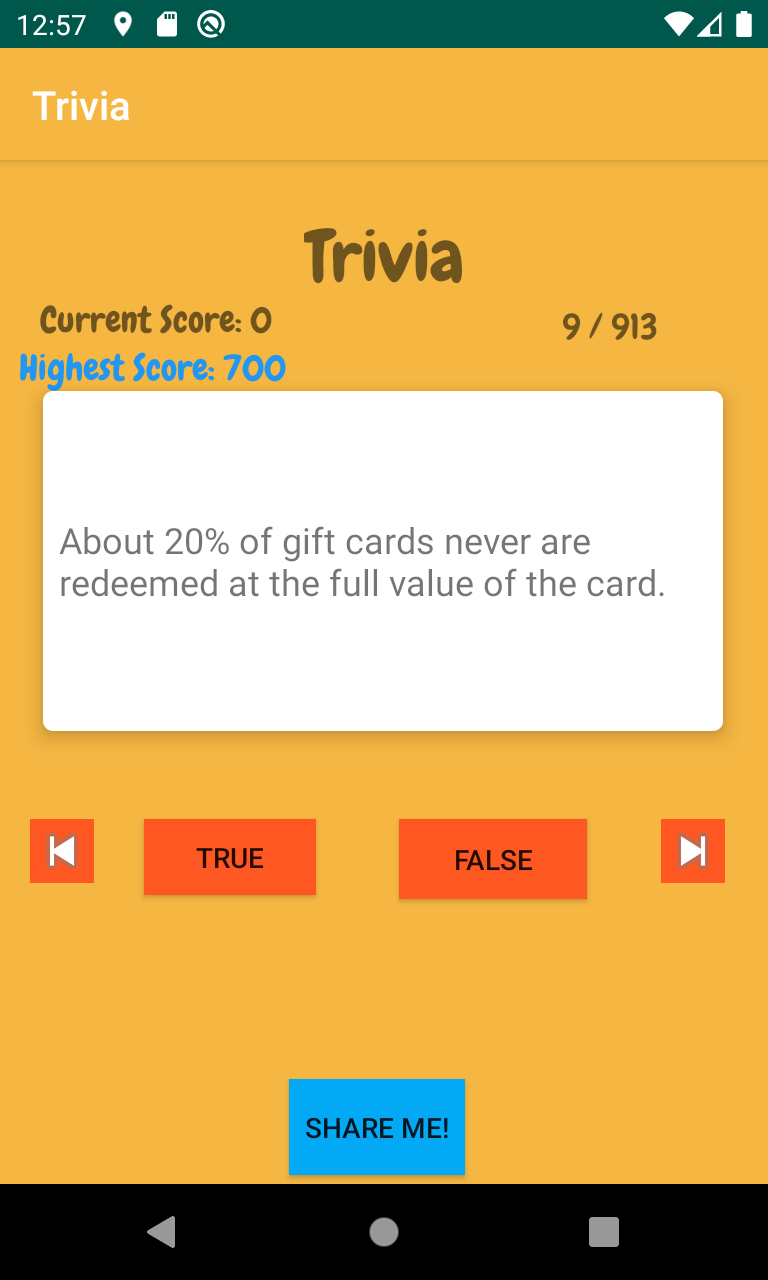 12:57
Trivia
Trivia
Current Score: 0
9 / 913
Highest Score: 700
About 20% of gift cards never are
redeemed at the full value of the card.
TRUE
FALSE
SHARE ME!